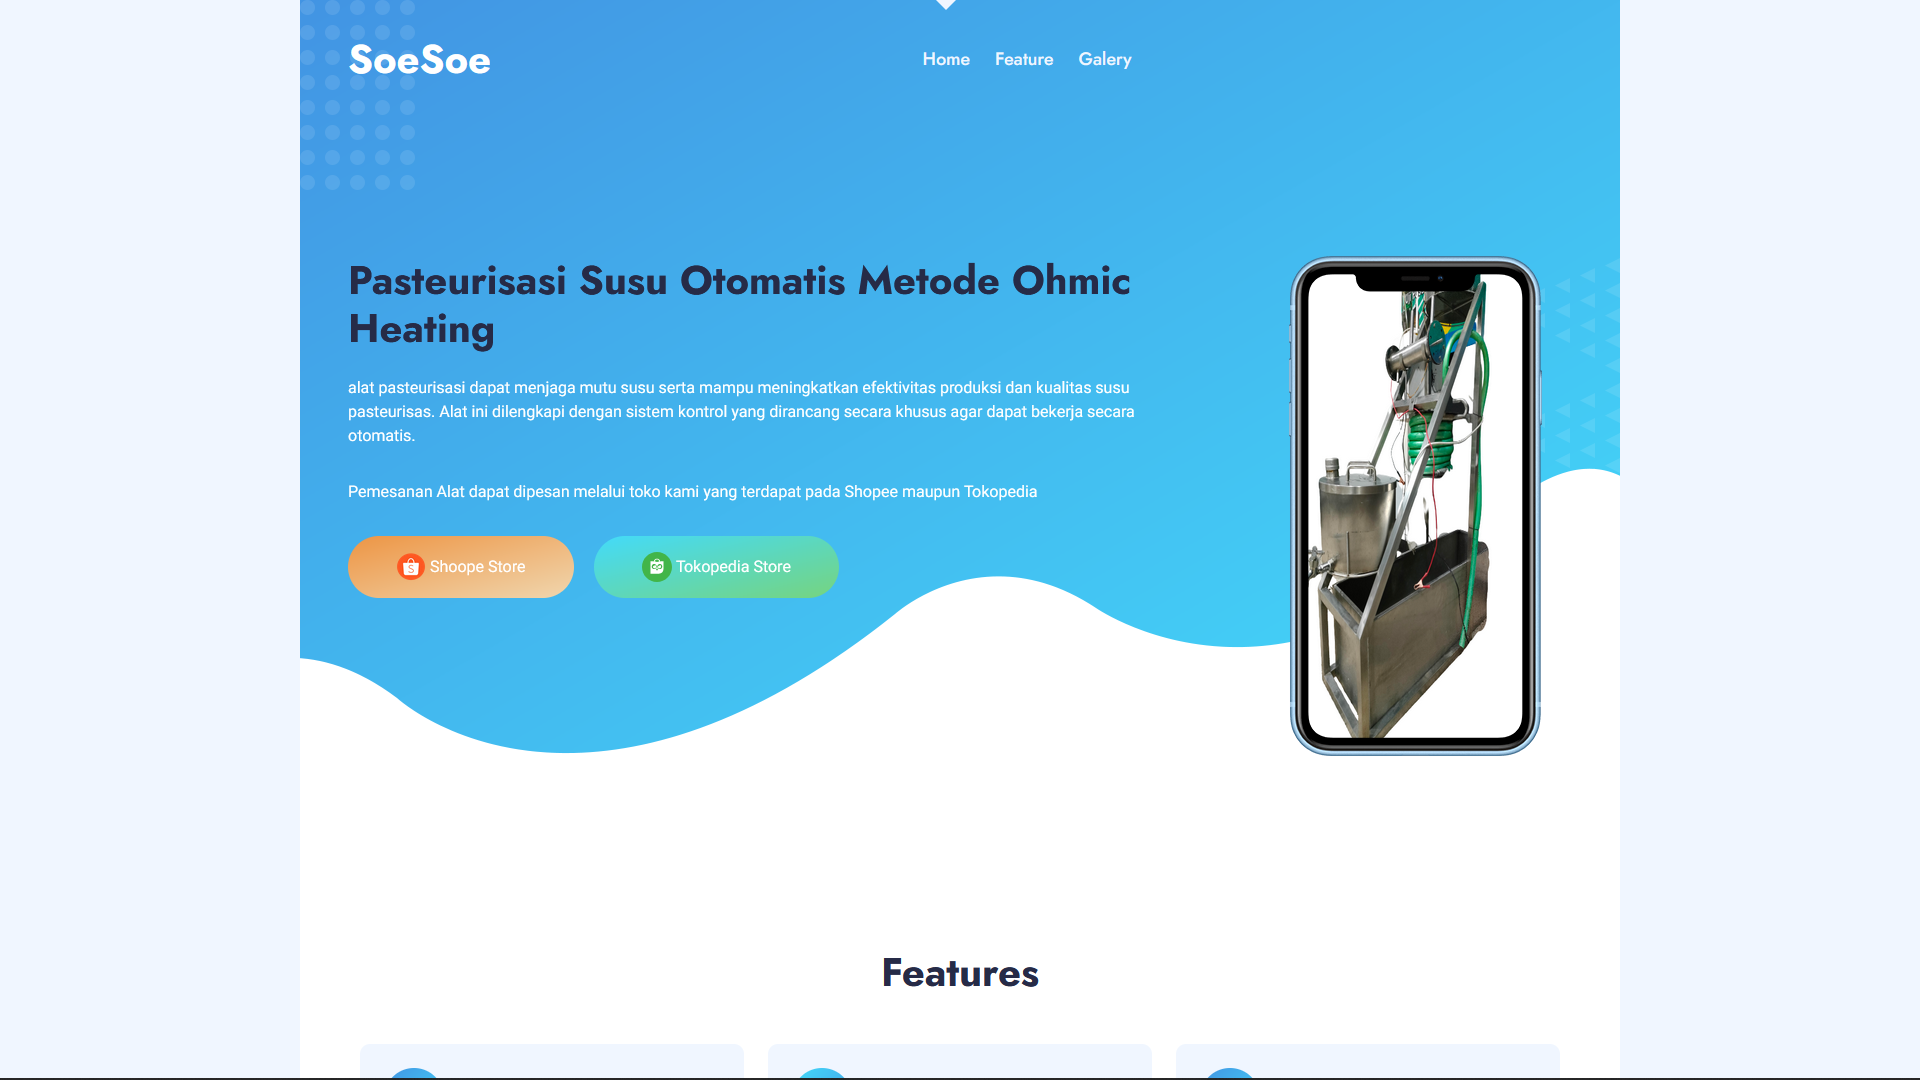 SoeSoe
Home Feature Galery
Pasteurisasi Susu Otomatis Metode Ohmic
Heating
alat pasteurisasi dapat menjaga mutu susu serta mampu meningkatkan efektivitas produksi dan kualitas susu
pasteurisas. Alat ini dilengkapi dengan sistem kontrol yang dirancang secara khusus agar dapat bekerja secara
otomatis.
Pemesanan Alat dapat dipesan melalui toko kami yang terdapat pada Shopee maupun Tokopedia
Shoope Store
Tokopedia Store
Features